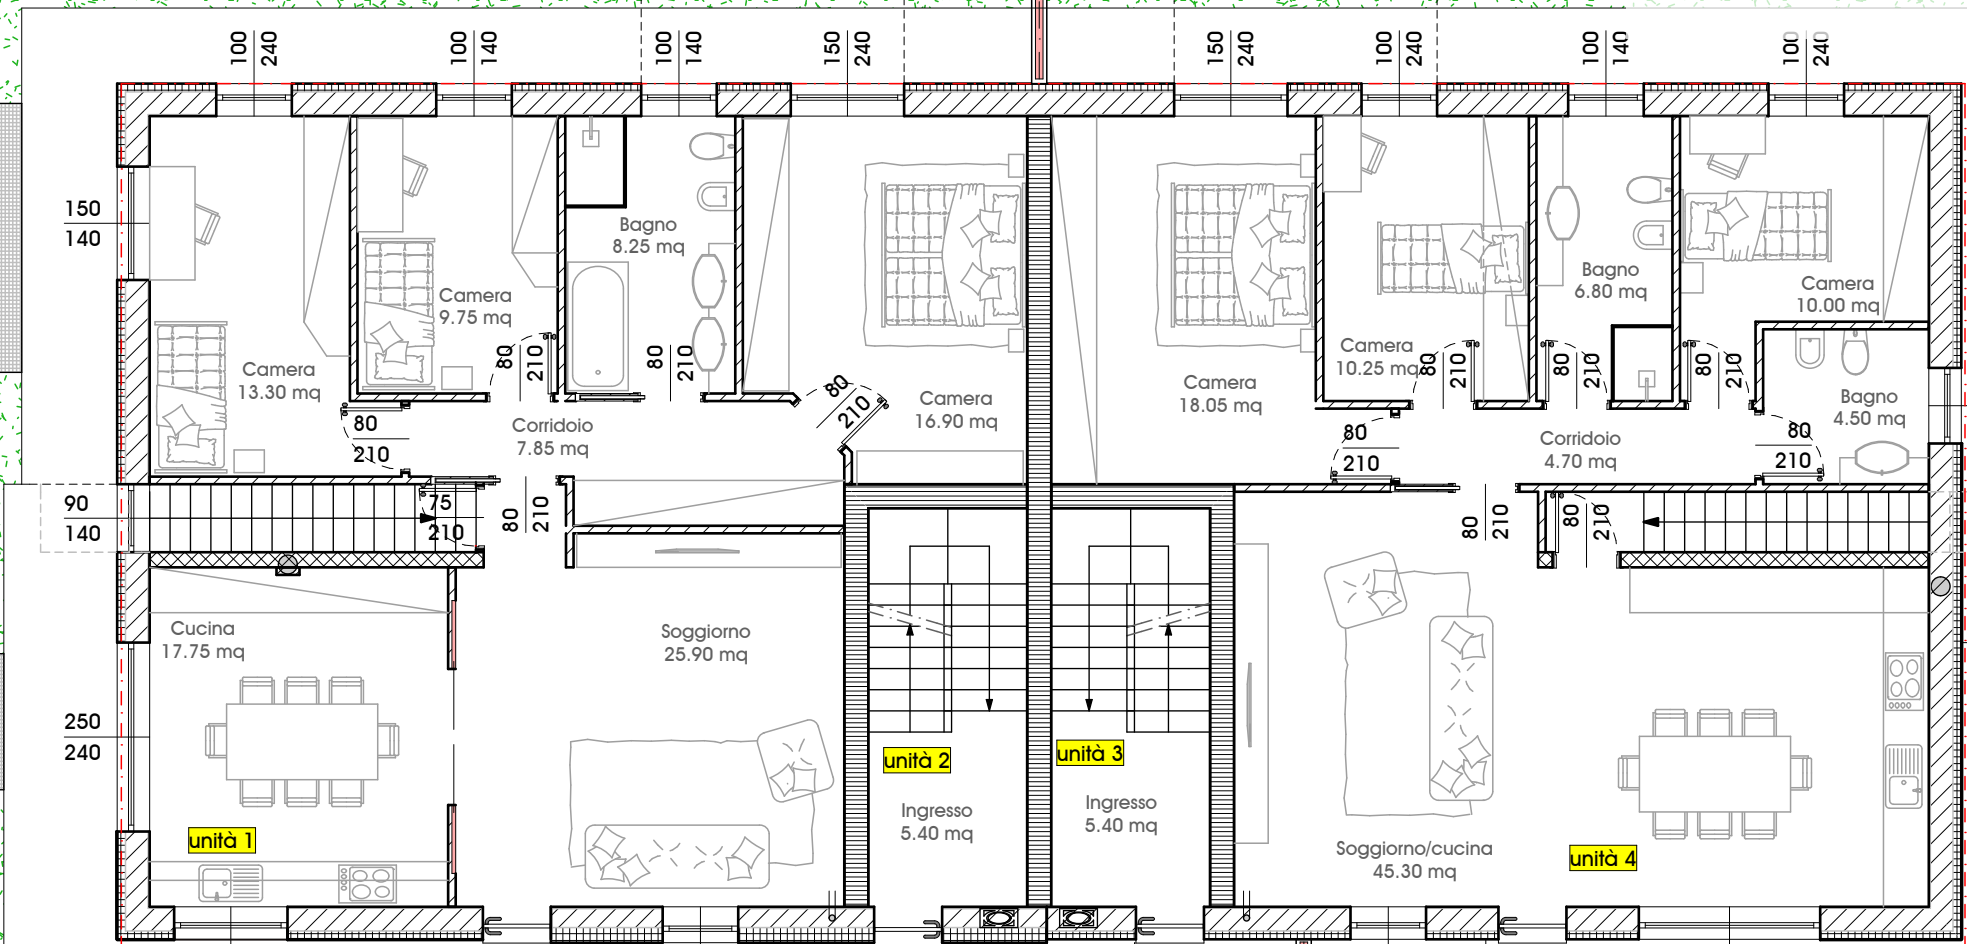 100
240
100
140
100
140
150
240
150
240
100
240
100
140
100
240
150
140
Bagno
8.25 mq
Camera
9.75 mq
Camera
13.30 mq
80
210
80
210
80
210
80
210
Corridoio
7.85 mq
Camera
16.90 mq
Camera
18.05 mq
Camera
10.25 mq
Bagno
6.80 mq
Camera
10.00 mq
Bagno
4.50 mq
80
210
80
210
80
210
80
210
80
210
Corridoio
4.70 mq
90
140
75
210
80
210
80
210
80
210
Cucina
17.75 mq
Soggiorno
25.90 mq
250
240
unità 1
unità 2
Ingresso
5.40 mq
unità 3
Ingresso
5.40 mq
Soggiorno/cucina
45.30 mq
unità 4